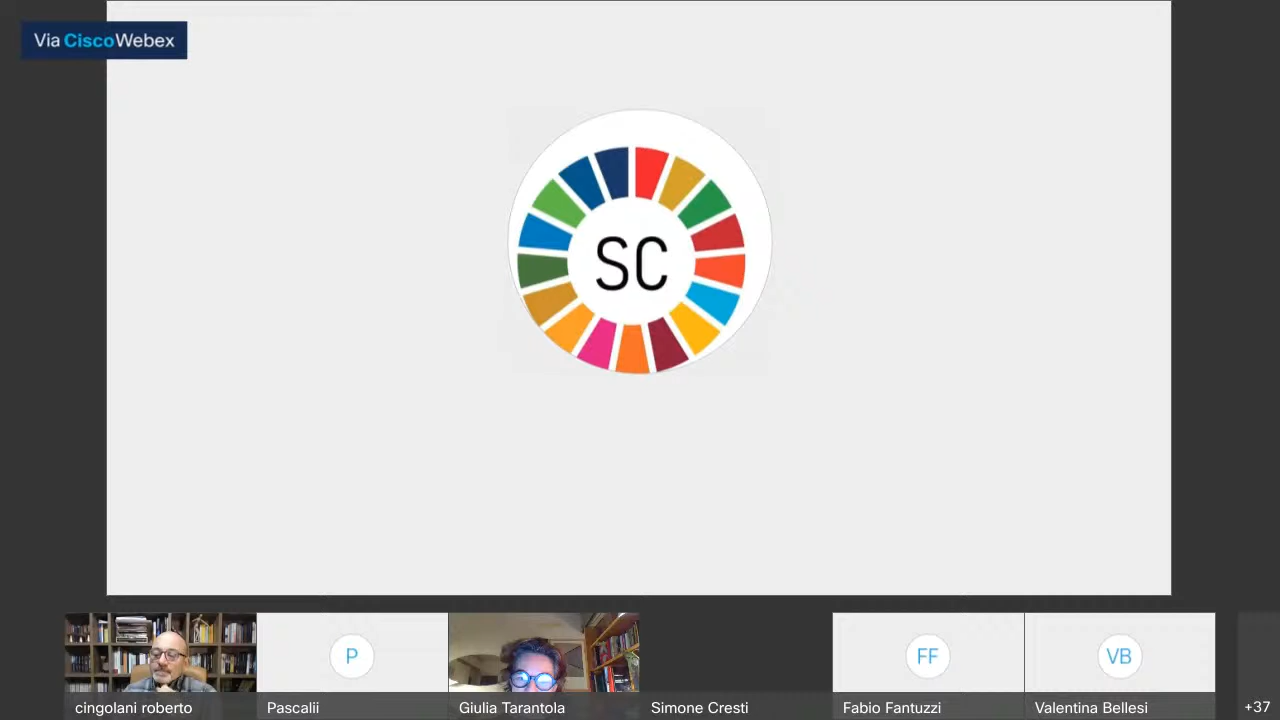 Via CiscoWebex
SC
P
FF
VB
cingolani roberto
Pascalii
Giulia Tarantola
Simone Cresti
Fabio Fantuzzi
Valentina Bellesi
+37